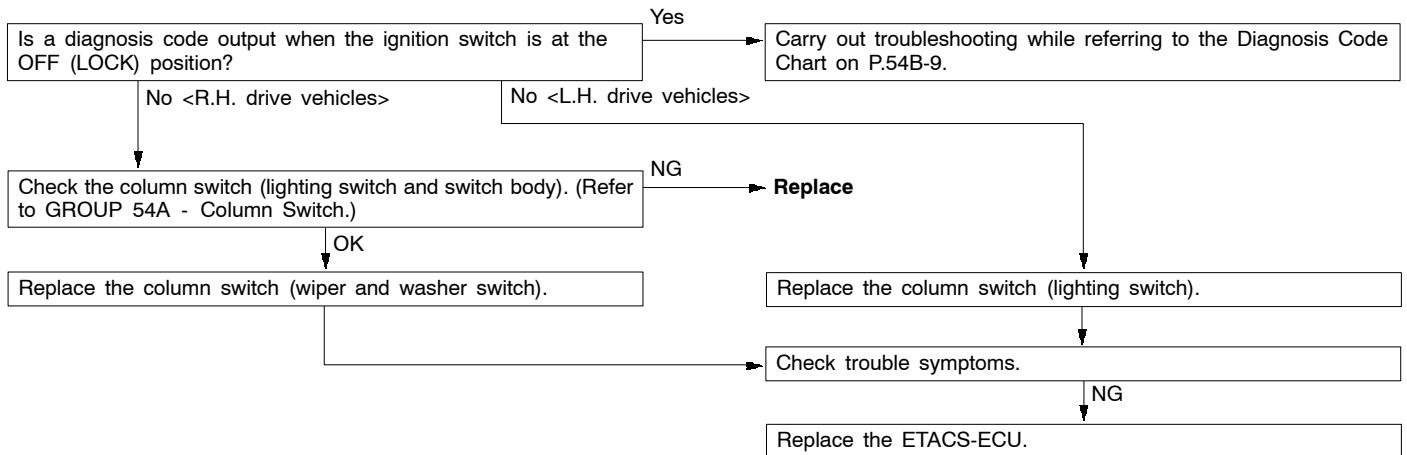 Yes
Is a diagnosis code output when the ignition switch is at the
OFF (LOCK) position?
Carry out troubleshooting while referring to the Diagnosis Code
Chart on P.54B-9.
No <R.H. drive vehicles>
No <L.H. drive vehicles>
Check the column switch (lighting switch and switch body). (Refer
to GROUP 54A - Column Switch.)
NG
Replace
OK
Replace the column switch (wiper and washer switch).
Replace the column switch (lighting switch).
Check trouble symptoms.
NG
Replace the ETACS-ECU.